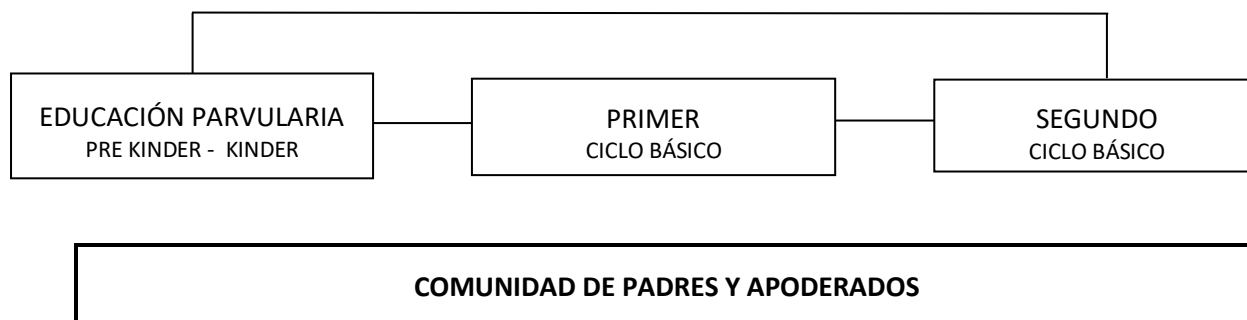 EDUCACIÓN PARVULARIA
PRE KINDER - KINDER
PRIMER
CICLO BÁSICO
SEGUNDO
CICLO BÁSICO
COMUNIDAD DE PADRES Y APODERADOS